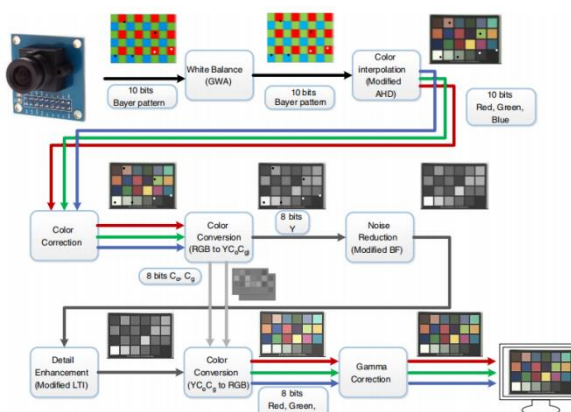 White Balance
(GWA)
Color
interpolation
(Modified
AHD)
10 bits
Bayer pattern
10 bits
Bayer pattern
10 bits
Red, Green,
Blue
Color
Correction
Color
Conversion
(RGB to YCoCg)
8 bits
Y
Noise
Reduction
(Modified BF)
8 bits Co, Cg
Detail
Enhancement
(Modified LTI)
Color
Conversion
(YCoCg to RGB)
Gamma
Correction
8 bits
Red, Green,